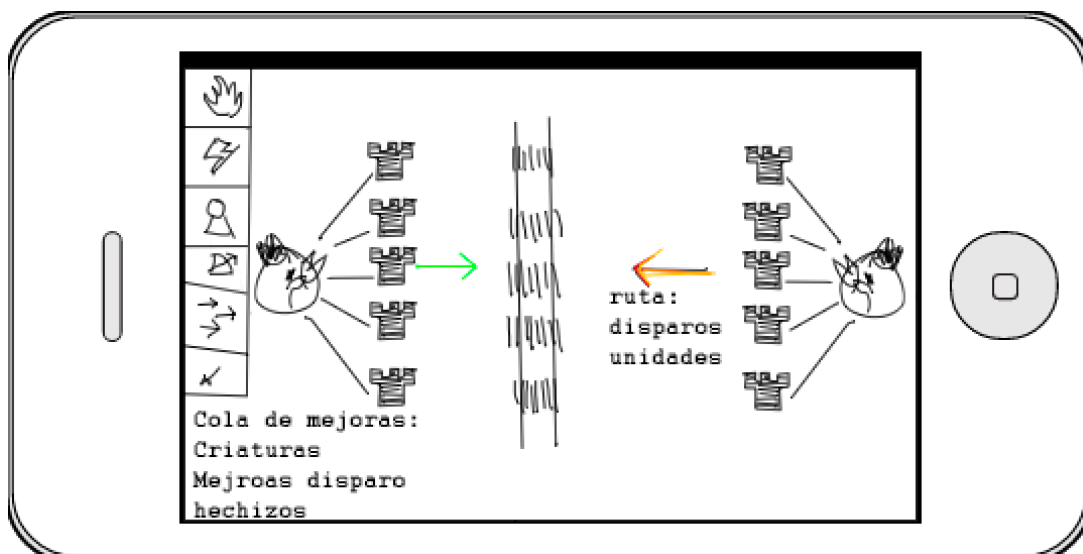 ruta:
disparos
unidades
Cola de mejoras:
Criaturas
Mejroas disparo
hechizos